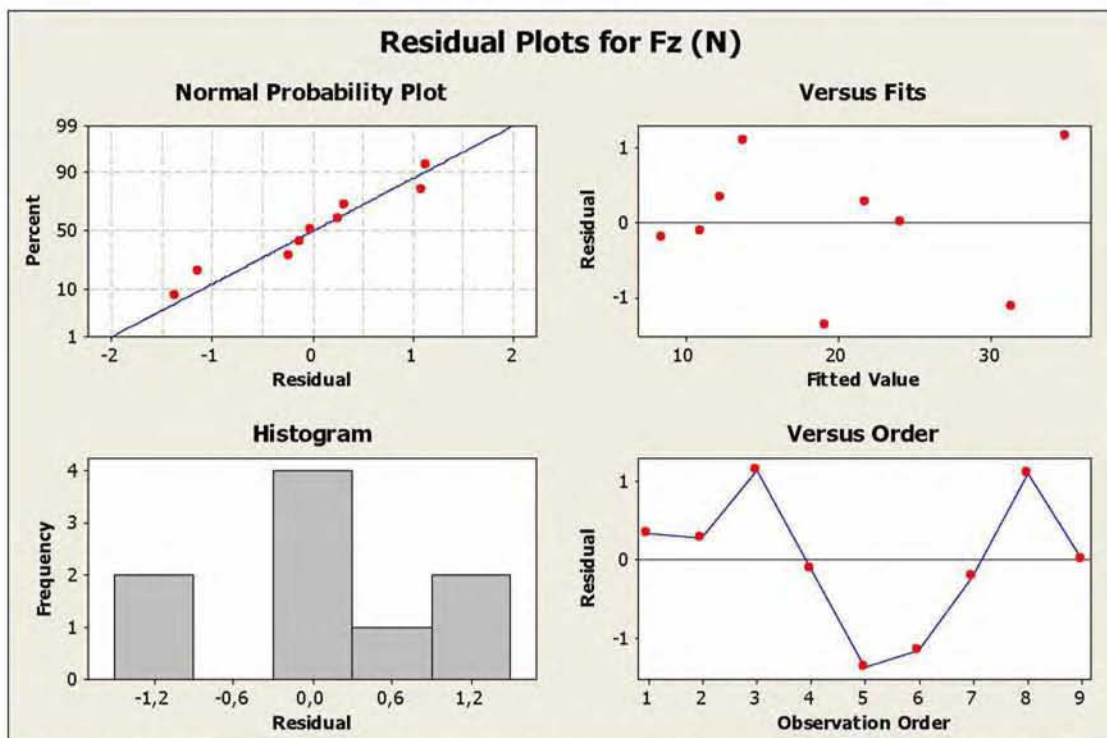 Residual Plots for Fz (N)
Normal Probability Plot
99
90
50
10
1
Percent
-2 -1 0 1 2
Residual
Versus Fits
1
0
-1
Residual
10 20 30
Fitted Value
Histogram
4
3
2
1
0
Frequency
-1,2 -0,6 0,0 0,6 1,2
Residual
Versus Order
1
0
-1
Residual
1 2 3 4 5 6 7 8 9
Observation Order